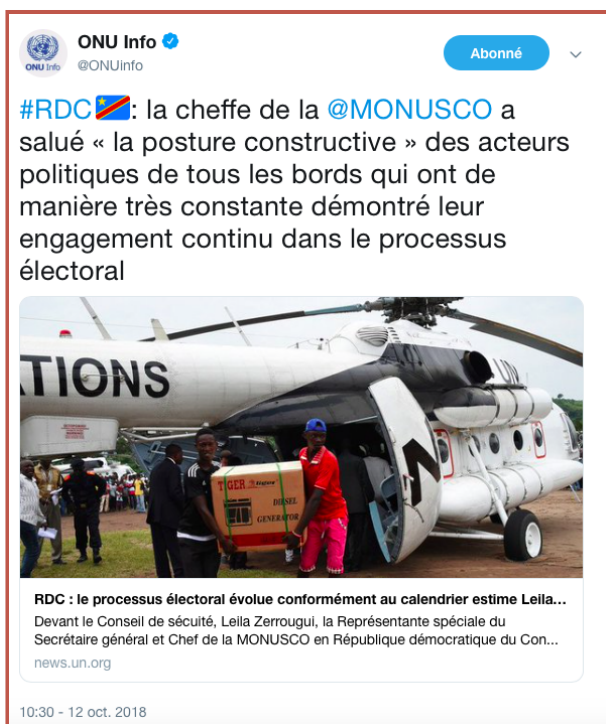 ONU Info
@ONUinfo
ONU Info
Abonné
#RDC🇨🇩: la cheffe de la @MONUSCO a
salué « la posture constructive » des acteurs
politiques de tous les bords qui ont de
manière très constante démontré leur
engagement continu dans le processus
électoral
TIONS
UN
TIGER
DIESEL
GENERATOR
RDC : le processus électoral évolue conformément au calendrier estime Leila...
Devant le Conseil de sécuité, Leila Zerrougui, la Représentante spéciale du
Secrétaire général et Chef de la MONUSCO en République démocratique du Con...
news.un.org
10:30 - 12 oct. 2018